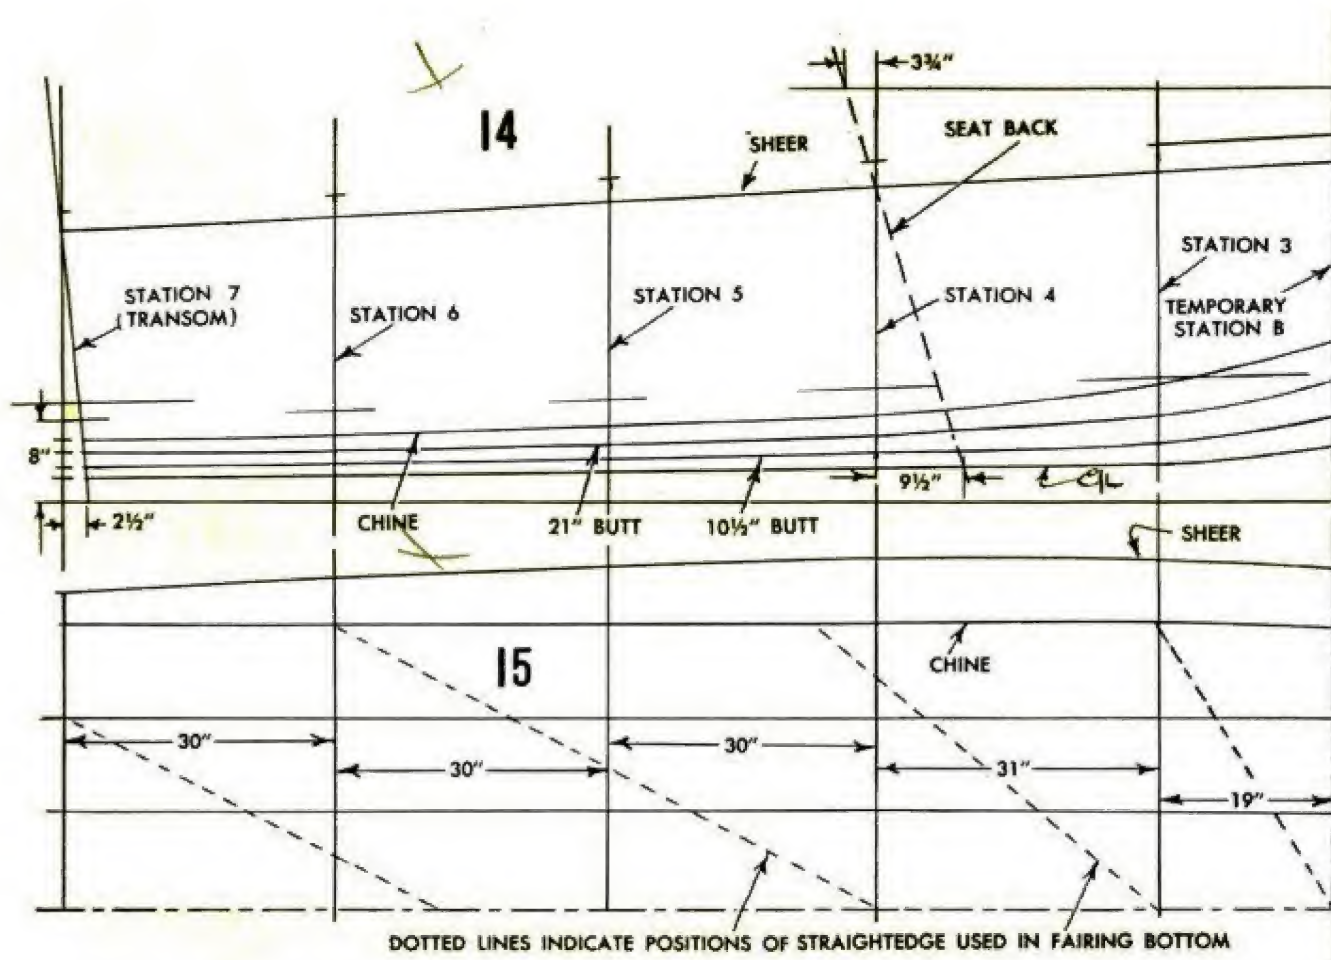 3¾"
14
SHEER
SEAT BACK
STATION 3
STATION 7
(TRANSOM)
STATION 6
STATION 5
STATION 4
TEMPORARY
STATION B
8"
2½"
CHINE
21" BUTT
10½" BUTT
9½"
SHEER
15
CHINE
30"
30"
30"
31"
19"
DOTTED LINES INDICATE POSITIONS OF STRAIGHTEDGE USED IN FAIRING BOTTOM